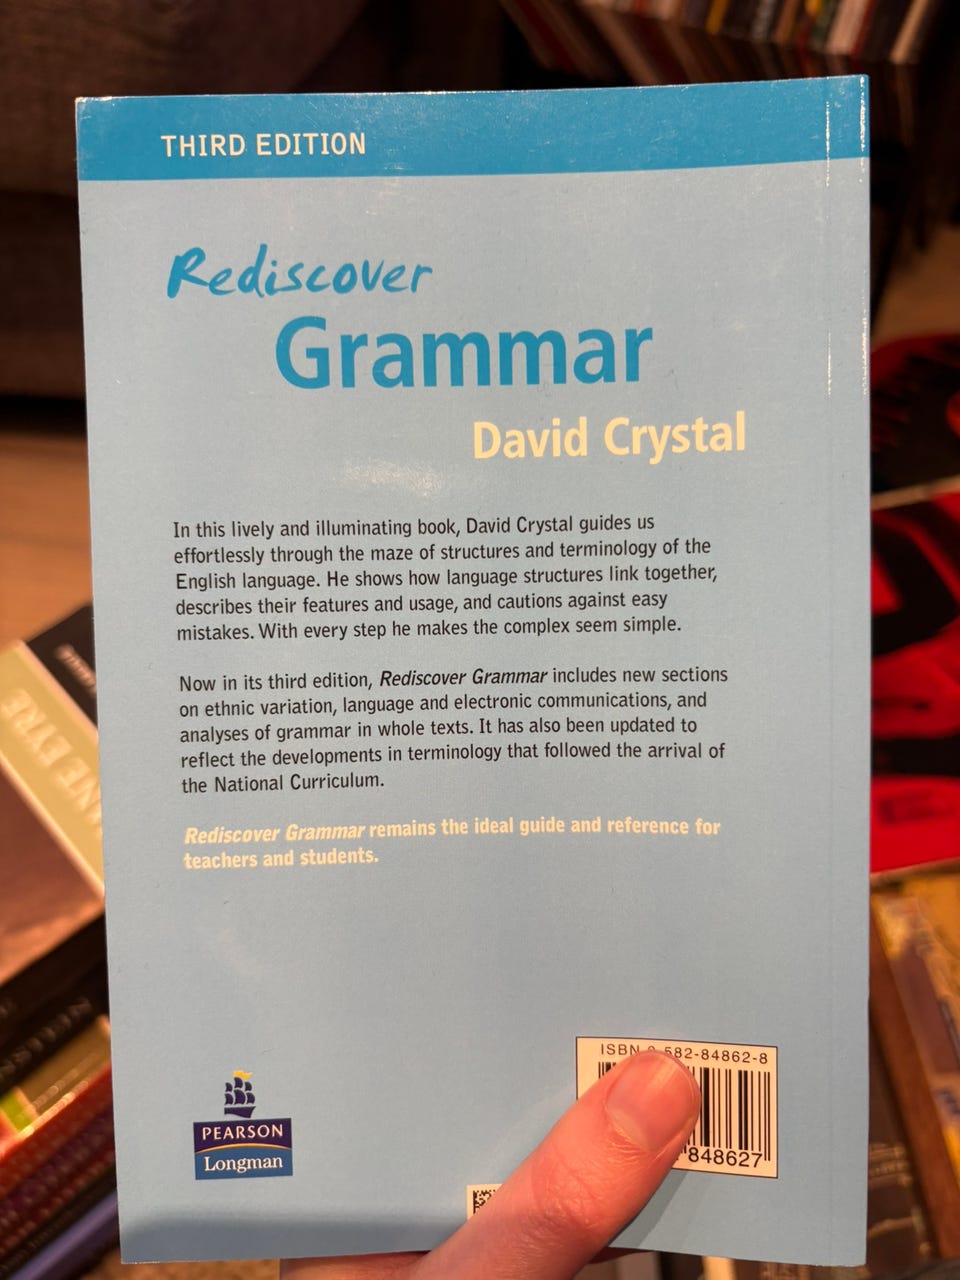 THIRD EDITION
Rediscover
Grammar
David Crystal
In this lively and illuminating book, David Crystal guides us
effortlessly through the maze of structures and terminology of the
English language. He shows how language structures link together,
describes their features and usage, and cautions against easy
mistakes. With every step he makes the complex seem simple.
Now in its third edition, Rediscover Grammar includes new sections
on ethnic variation, language and electronic communications, and
analyses of grammar in whole texts. It has also been updated to
reflect the developments in terminology that followed the arrival of
the National Curriculum.
Rediscover Grammar remains the ideal guide and reference for
teachers and students.
ISBN 582-84862-8
848627
PEARSON
Longman
EYRE